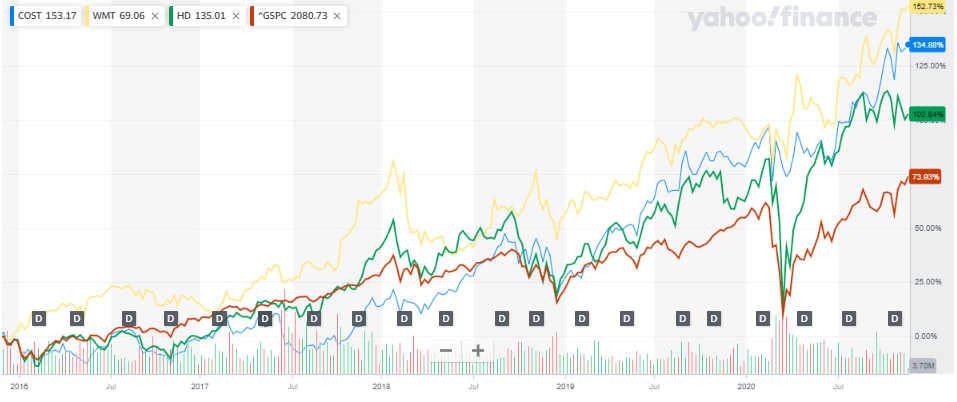 COST 153.17 WMT 69.06 × HD 135.01 × ^GSPC 2080.73 ×
yahoo!finance
152.73%
134.88%
125.00%
102.84%
73.93%
50.00%
25.00%
D D D D D D D D D D D D D D D D D D D D
0.00%
− +
3.70M
2016 Jul 2017 Jul 2018 Jul 2019 Jul 2020 Jul